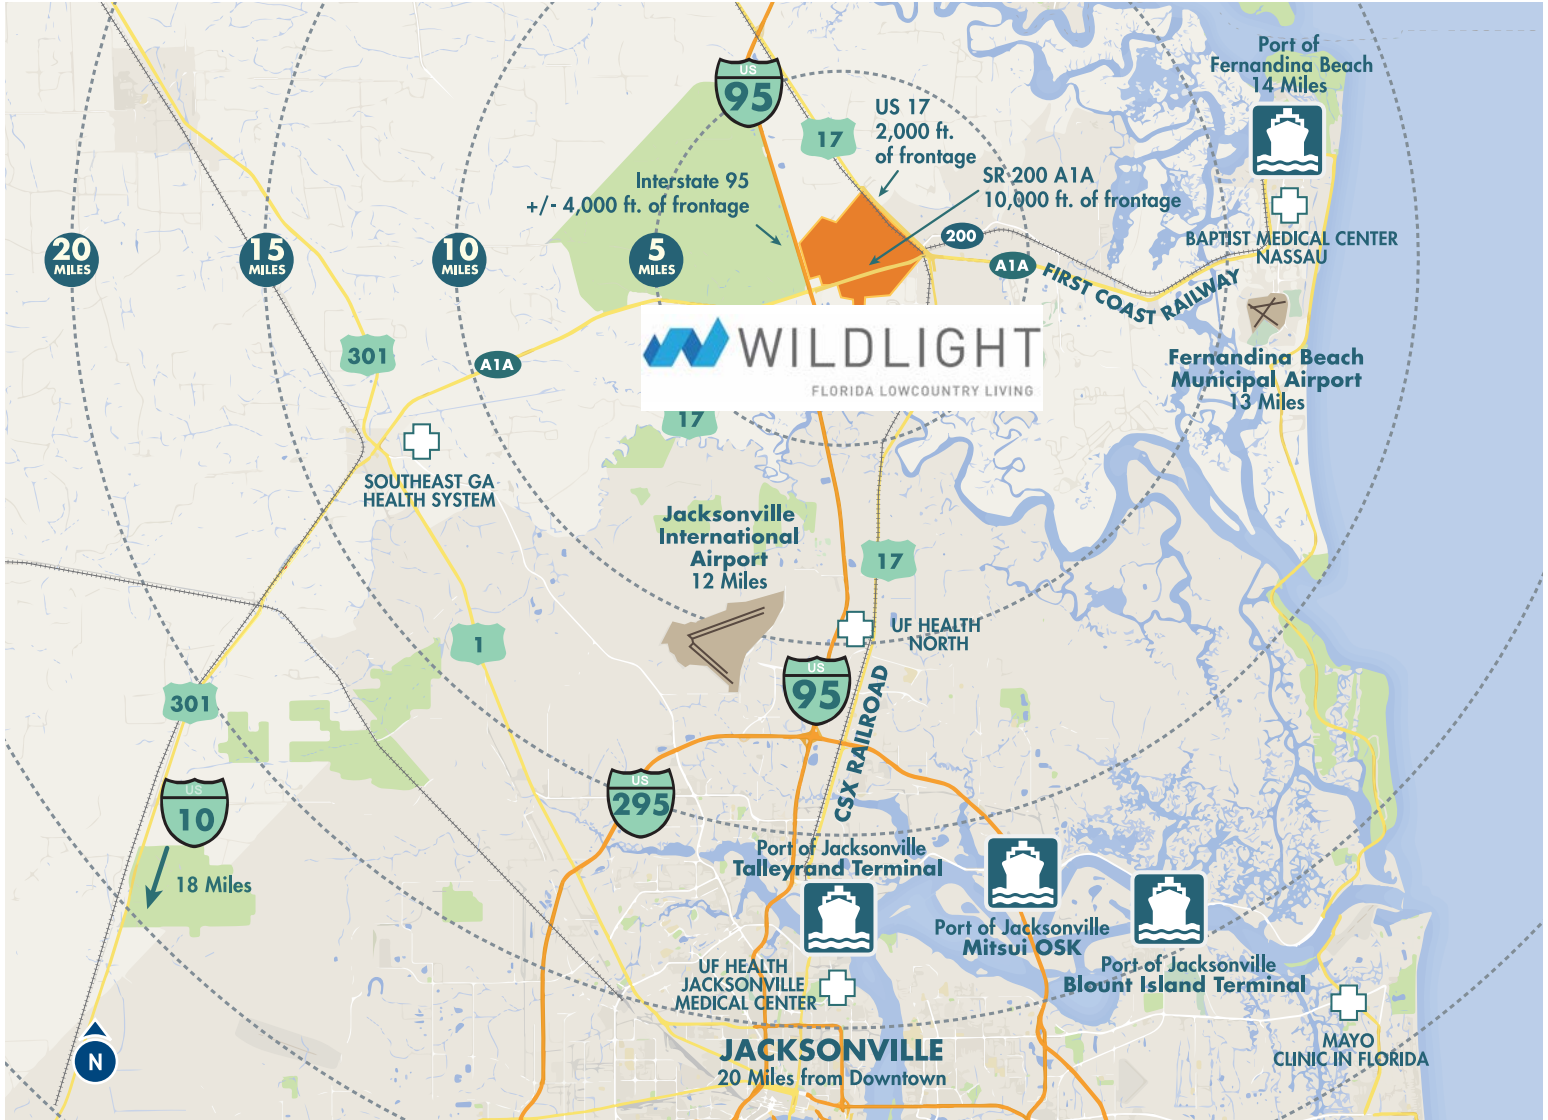 US
95
17
US 17
2,000 ft.
of frontage
Port of
Fernandina Beach
14 Miles
Interstate 95
+/- 4,000 ft. of frontage
SR 200 A1A
10,000 ft. of frontage
BAPTIST MEDICAL CENTER
NASSAU
20
MILES
15
MILES
10
MILES
5
MILES
200
A1A
FIRST COAST RAILWAY
301
A1A
WILDLIGHT
FLORIDA LOWCOUNTRY LIVING
Fernandina Beach
Municipal Airport
13 Miles
17
SOUTHEAST GA
HEALTH SYSTEM
Jacksonville
International
Airport
12 Miles
17
1
UF HEALTH
NORTH
US
95
301
CSX RAILROAD
US
295
US
10
18 Miles
Port of Jacksonville
Talleyrand Terminal
Port of Jacksonville
Mitsui OSK
Port of Jacksonville
Blount Island Terminal
UF HEALTH
JACKSONVILLE
MEDICAL CENTER
MAYO
CLINIC IN FLORIDA
JACKSONVILLE
20 Miles from Downtown
N